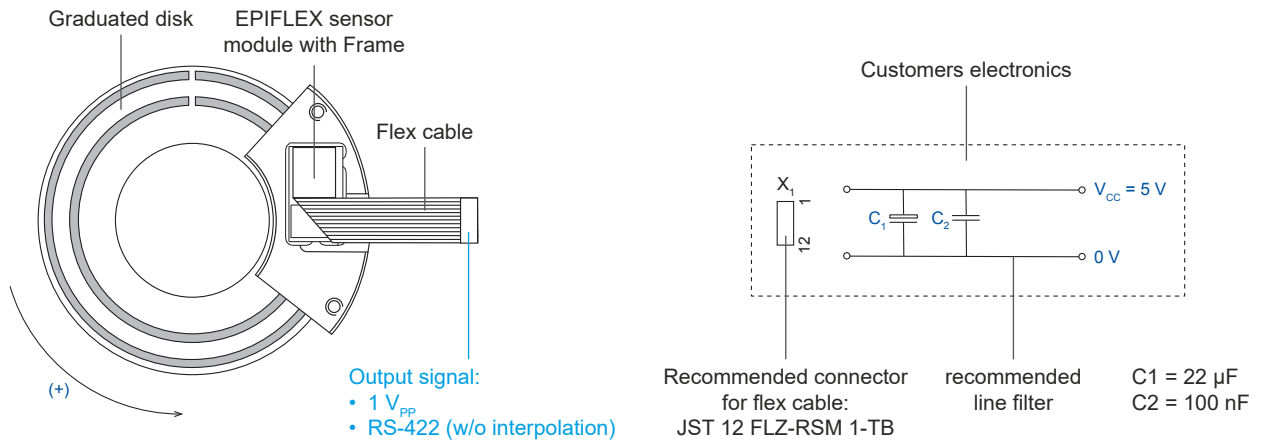 Graduated disk
EPIFLEX sensor
module with Frame
Flex cable
(+)
Output signal:
• 1 VPP
• RS-422 (w/o interpolation)
Customers electronics
X1
1
12
C1
C2
VCC = 5 V
0 V
Recommended connector
for flex cable:
JST 12 FLZ-RSM 1-TB
recommended
line filter
C1 = 22 µF
C2 = 100 nF